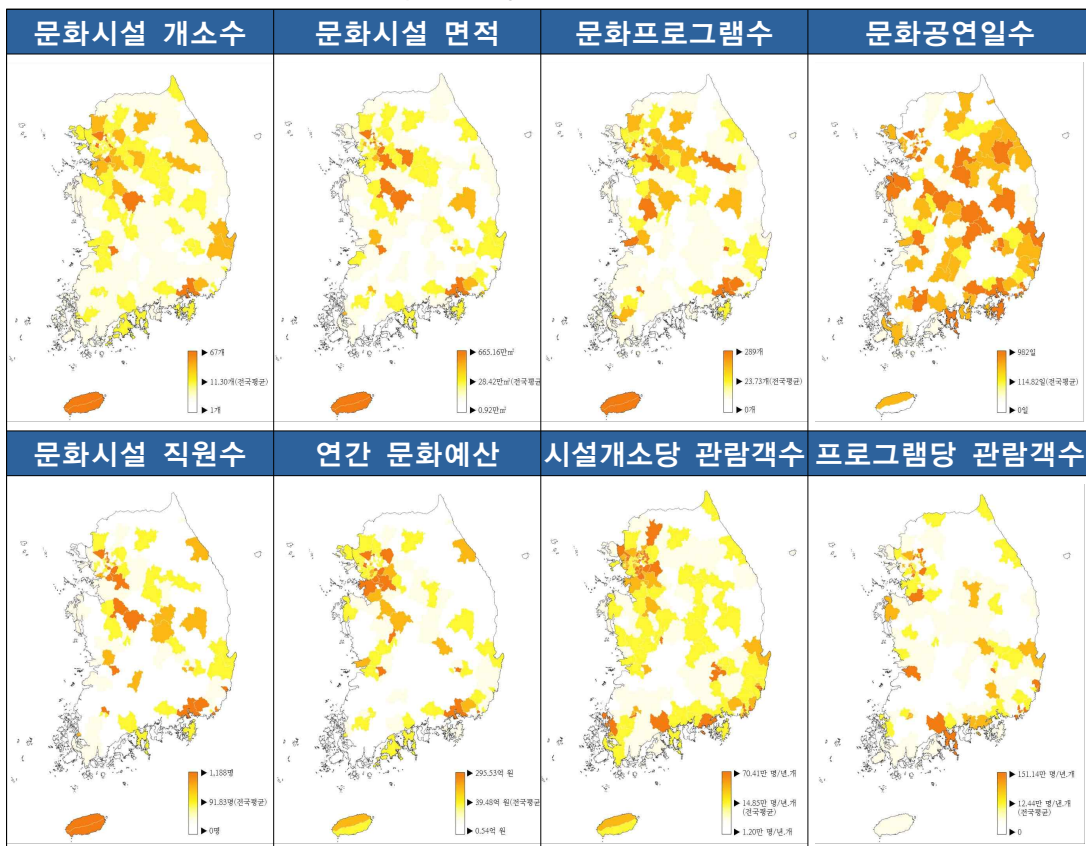 문화시설 개소수
문화시설 면적
문화프로그램수
문화공연일수
▶ 67개
▶ 11.30개(전국평균)
▶ 1개
▶ 665.16만㎡
▶ 28.42만㎡(전국평균
▶ 0.92만㎡
▶ 289개
▶ 23.73개(전국평균)
▶ 0개
▶ 982일
▶ 114.82일(전국평균)
▶ 0일
문화시설 직원수
연간 문화예산
시설개소당 관람객수
프로그램당 관람객수
▶ 1,188명
▶ 91.83명(전국평균)
▶ 0명
▶ 295.53억 원
▶ 39.48억 원(전국평균
▶ 0.54억 원
▶ 70.41만 명/년.개
▶ 14.85만 명/년.개
(전국평균)
▶ 1.20만 명/년.개
▶ 151.14만 명/년.개
▶ 12.44만 명/년.개
(전국평균)
▶ 0